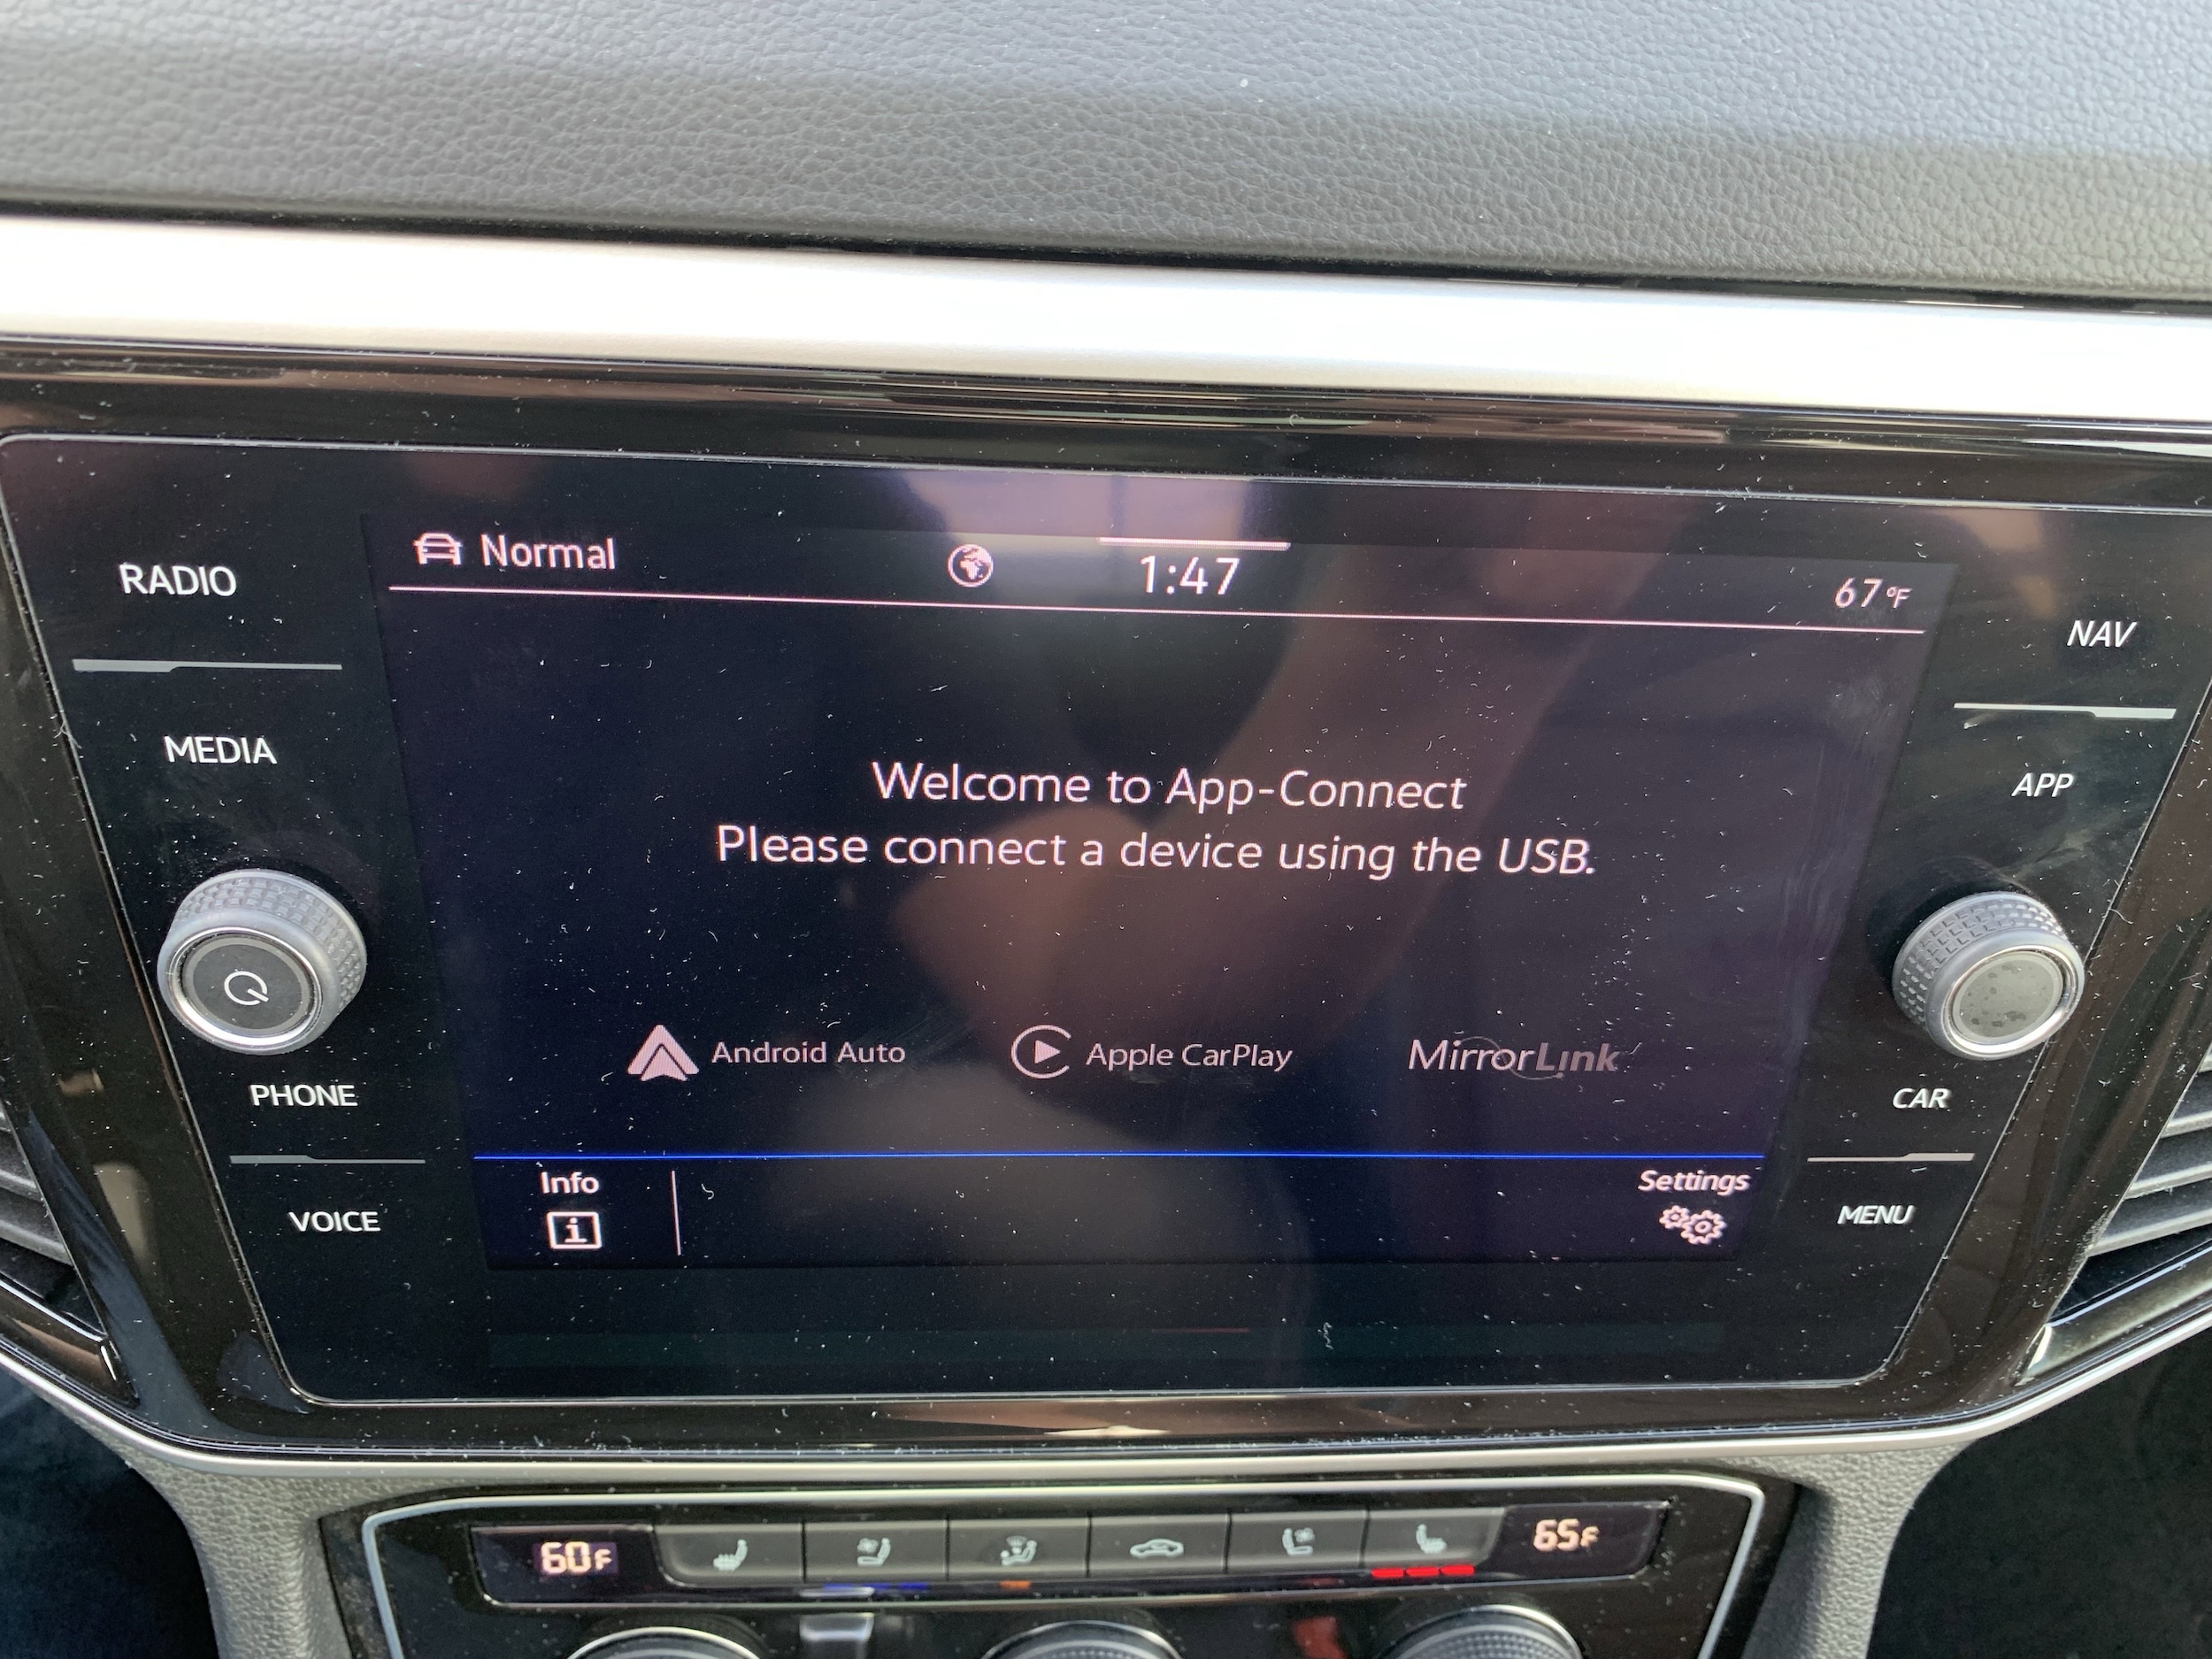 RADIO
MEDIA
PHONE
VOICE
Normal
1:47
67°F
Welcome to App-Connect
Please connect a device using the USB.
Android Auto
Apple CarPlay
MirrorLink
Info
i
Settings
NAV
APP
CAR
MENU
60F
65F